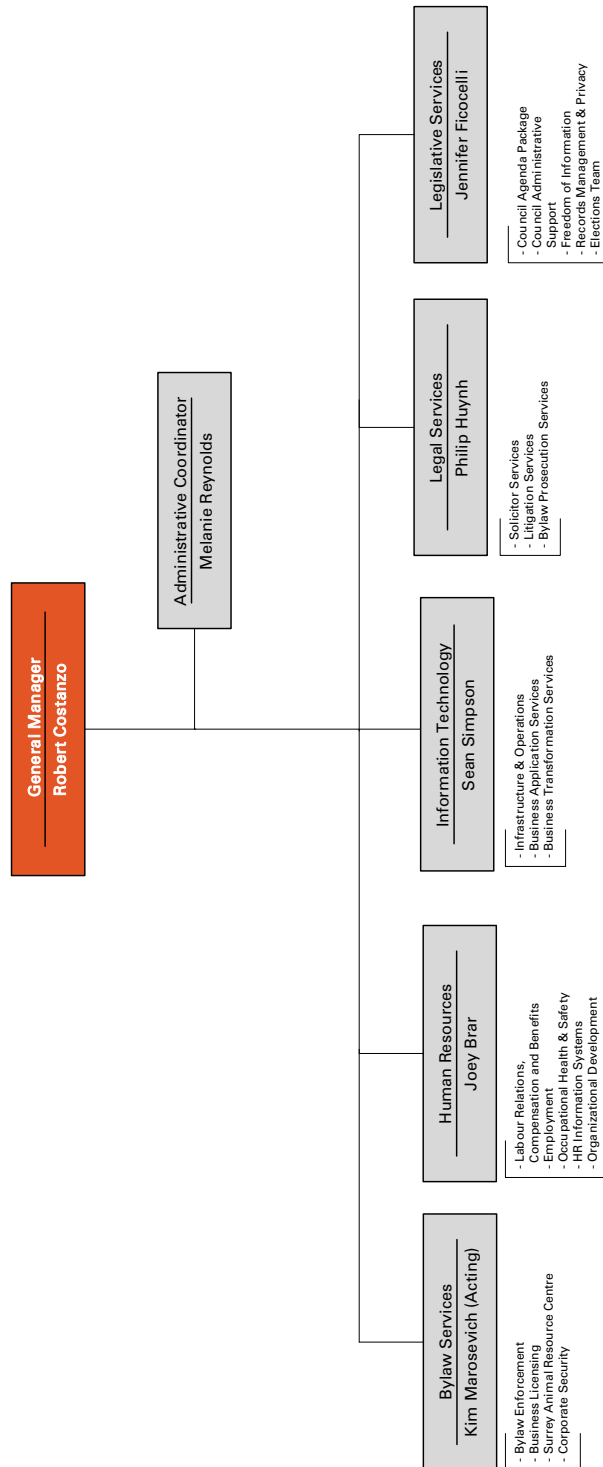 General Manager
Robert Costanzo
Administrative Coordinator
Melanie Reynolds
Bylaw Services
Kim Marosevich (Acting)
- Bylaw Enforcement
- Business Licensing
- Surrey Animal Resource Centre
- Corporate Security
Human Resources
Joey Brar
- Labour Relations,
Compensation and Benefits
- Employment
- Occupational Health & Safety
- HR Information Systems
- Organizational Development
Information Technology
Sean Simpson
- Infrastructure & Operations
- Business Application Services
- Business Transformation Services
Legal Services
Philip Huynh
- Solicitor Services
- Litigation Services
- Bylaw Prosecution Services
Legislative Services
Jennifer Ficocelli
- Council Agenda Package
- Council Administrative
Support
- Freedom of Information
- Records Management & Privacy
- Elections Team